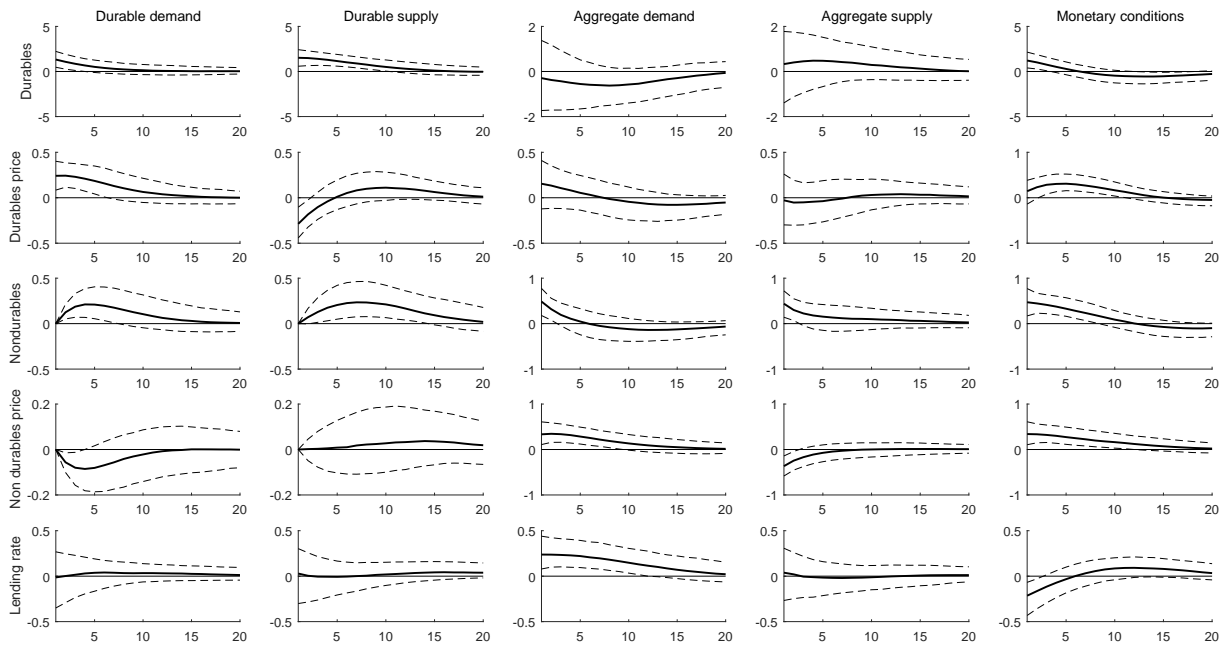 Durable demand Durable supply Aggregate demand Aggregate supply Monetary conditions
Durables
5 0 -5 5 10 15 20
5 0 -5 5 10 15 20
2 0 -2 5 10 15 20
2 0 -2 5 10 15 20
5 0 -5 5 10 15 20
Durables price
0.5 0 -0.5 5 10 15 20
0.5 0 -0.5 5 10 15 20
0.5 0 -0.5 5 10 15 20
0.5 0 -0.5 5 10 15 20
1 0 -1 5 10 15 20
Nondurables
0.5 0 -0.5 5 10 15 20
0.5 0 -0.5 5 10 15 20
1 0 -1 5 10 15 20
1 0 -1 5 10 15 20
1 0 -1 5 10 15 20
Non durables price
0.2 0 -0.2 5 10 15 20
0.2 0 -0.2 5 10 15 20
1 0 -1 5 10 15 20
1 0 -1 5 10 15 20
1 0 -1 5 10 15 20
Lending rate
0.5 0 -0.5 5 10 15 20
0.5 0 -0.5 5 10 15 20
0.5 0 -0.5 5 10 15 20
0.5 0 -0.5 5 10 15 20
0.5 0 -0.5 5 10 15 20